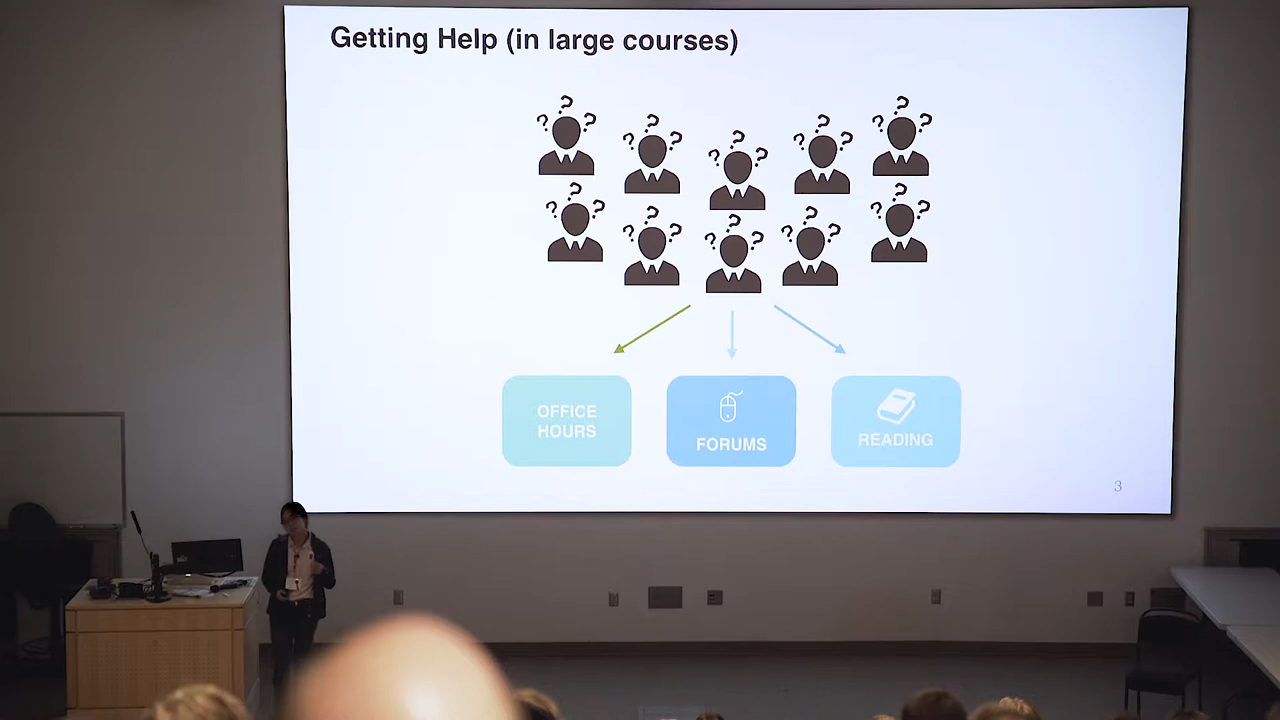 Getting Help (in large courses)
OFFICE
HOURS
FORUMS
READING
3